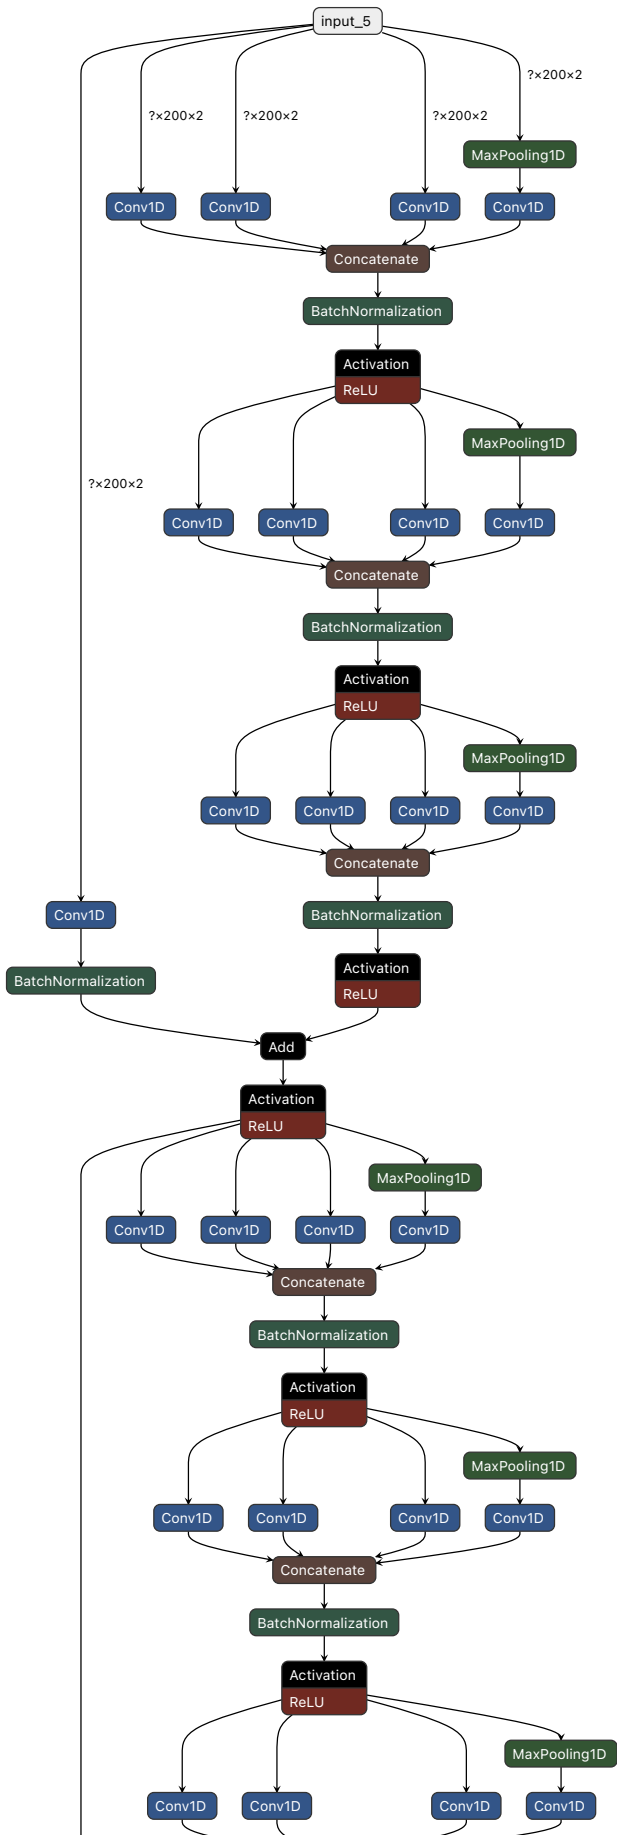 input_5
?×200×2
?×200×2
?×200×2
?×200×2
MaxPooling1D
Conv1D
Conv1D
Conv1D
Conv1D
Concatenate
BatchNormalization
Activation
ReLU
MaxPooling1D
?×200×2
Conv1D
Conv1D
Conv1D
Conv1D
Concatenate
BatchNormalization
Activation
ReLU
MaxPooling1D
Conv1D
Conv1D
Conv1D
Conv1D
Concatenate
Conv1D
BatchNormalization
BatchNormalization
Activation
ReLU
Add
Activation
ReLU
MaxPooling1D
Conv1D
Conv1D
Conv1D
Conv1D
Concatenate
BatchNormalization
Activation
ReLU
MaxPooling1D
Conv1D
Conv1D
Conv1D
Conv1D
Concatenate
BatchNormalization
Activation
ReLU
MaxPooling1D
Conv1D
Conv1D
Conv1D
Conv1D